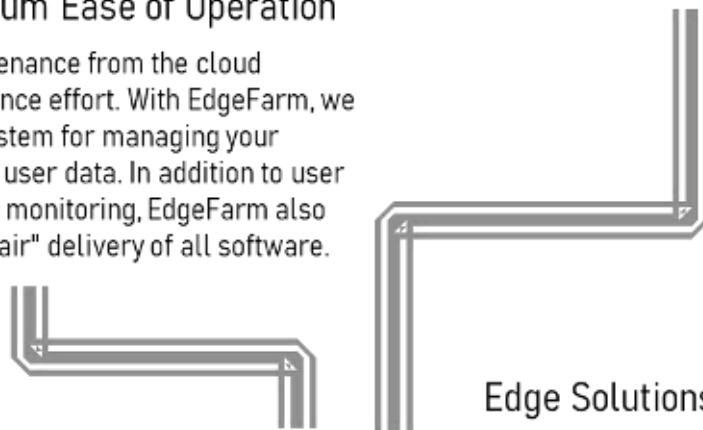 um Ease of Operation
enance from the cloud
nce effort. With EdgeFarm, we
stem for managing your
user data. In addition to user
monitoring, EdgeFarm also
air" delivery of all software.
Edge Solutions